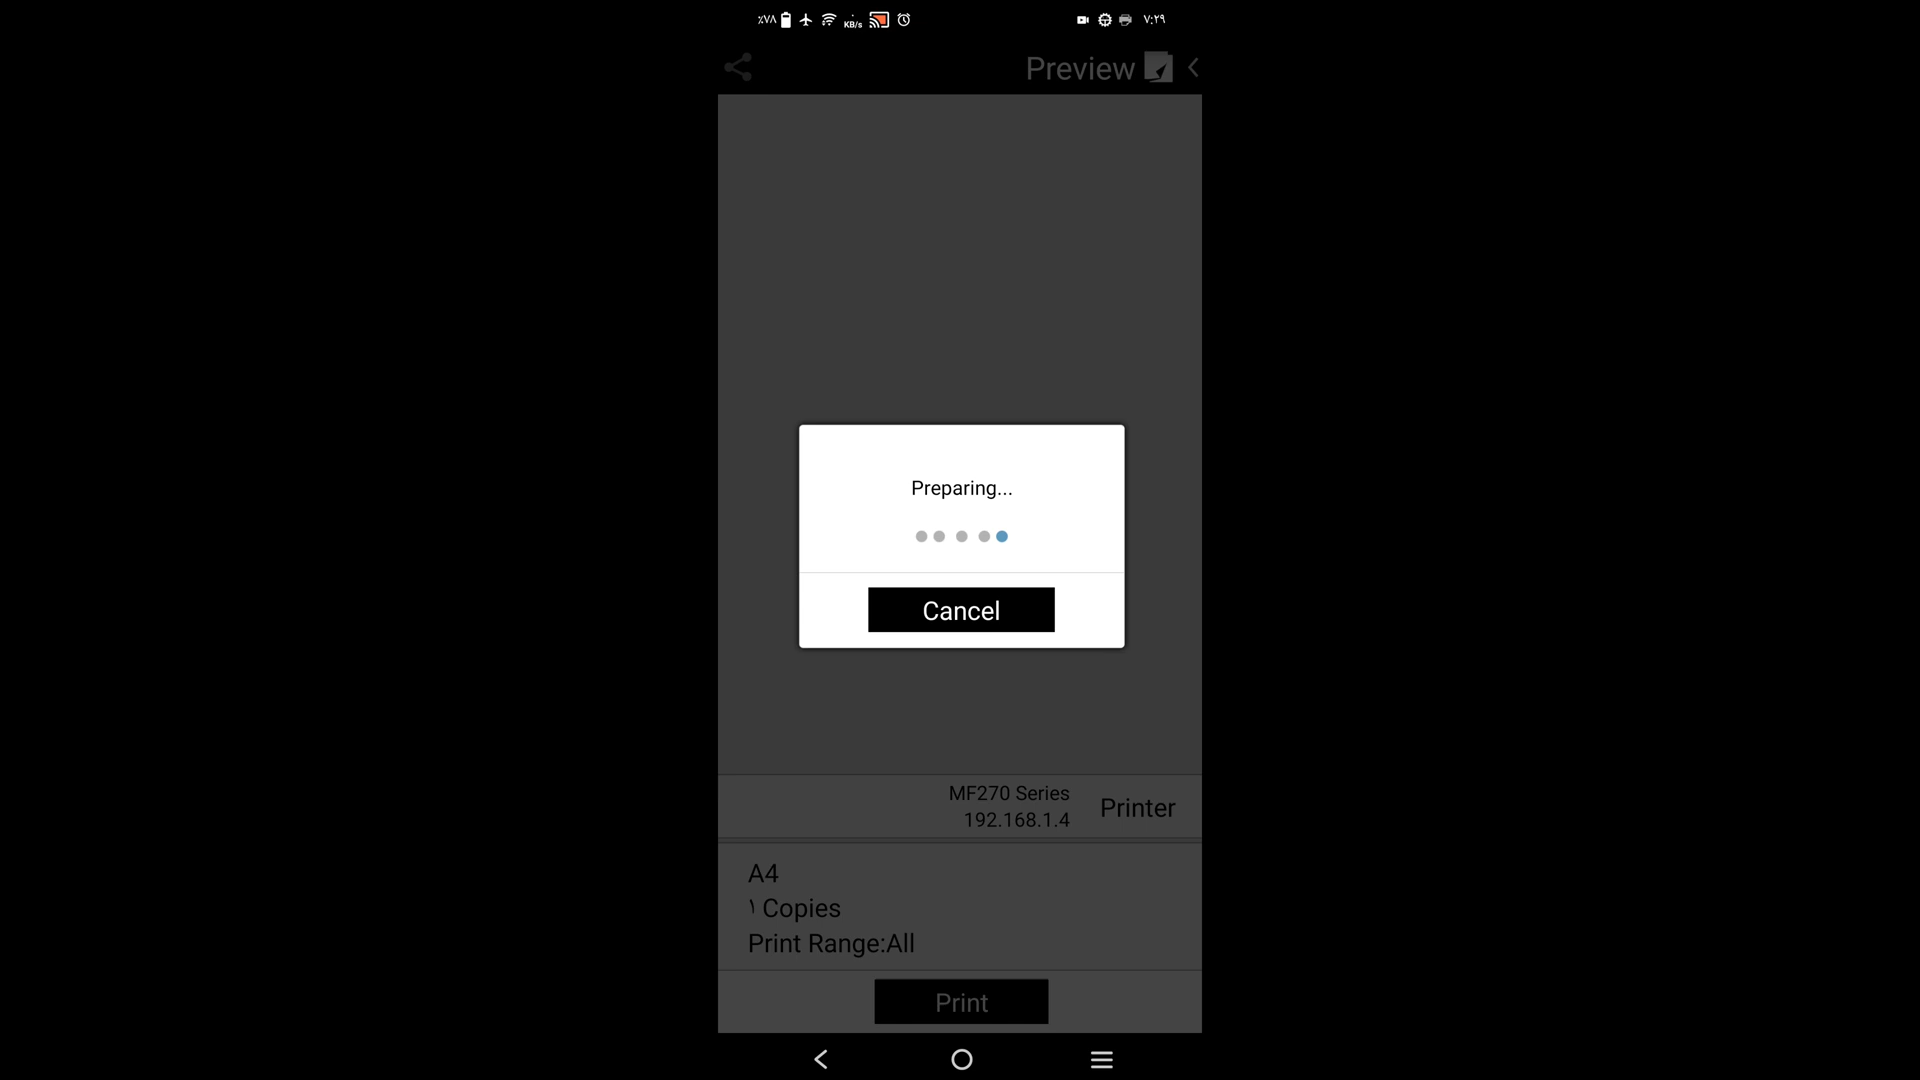 ٪٧٨ KB/s ٧:٢٩
Preview
Preparing...
Cancel
MF270 Series
192.168.1.4
Printer
A4
١ Copies
Print Range:All
Print